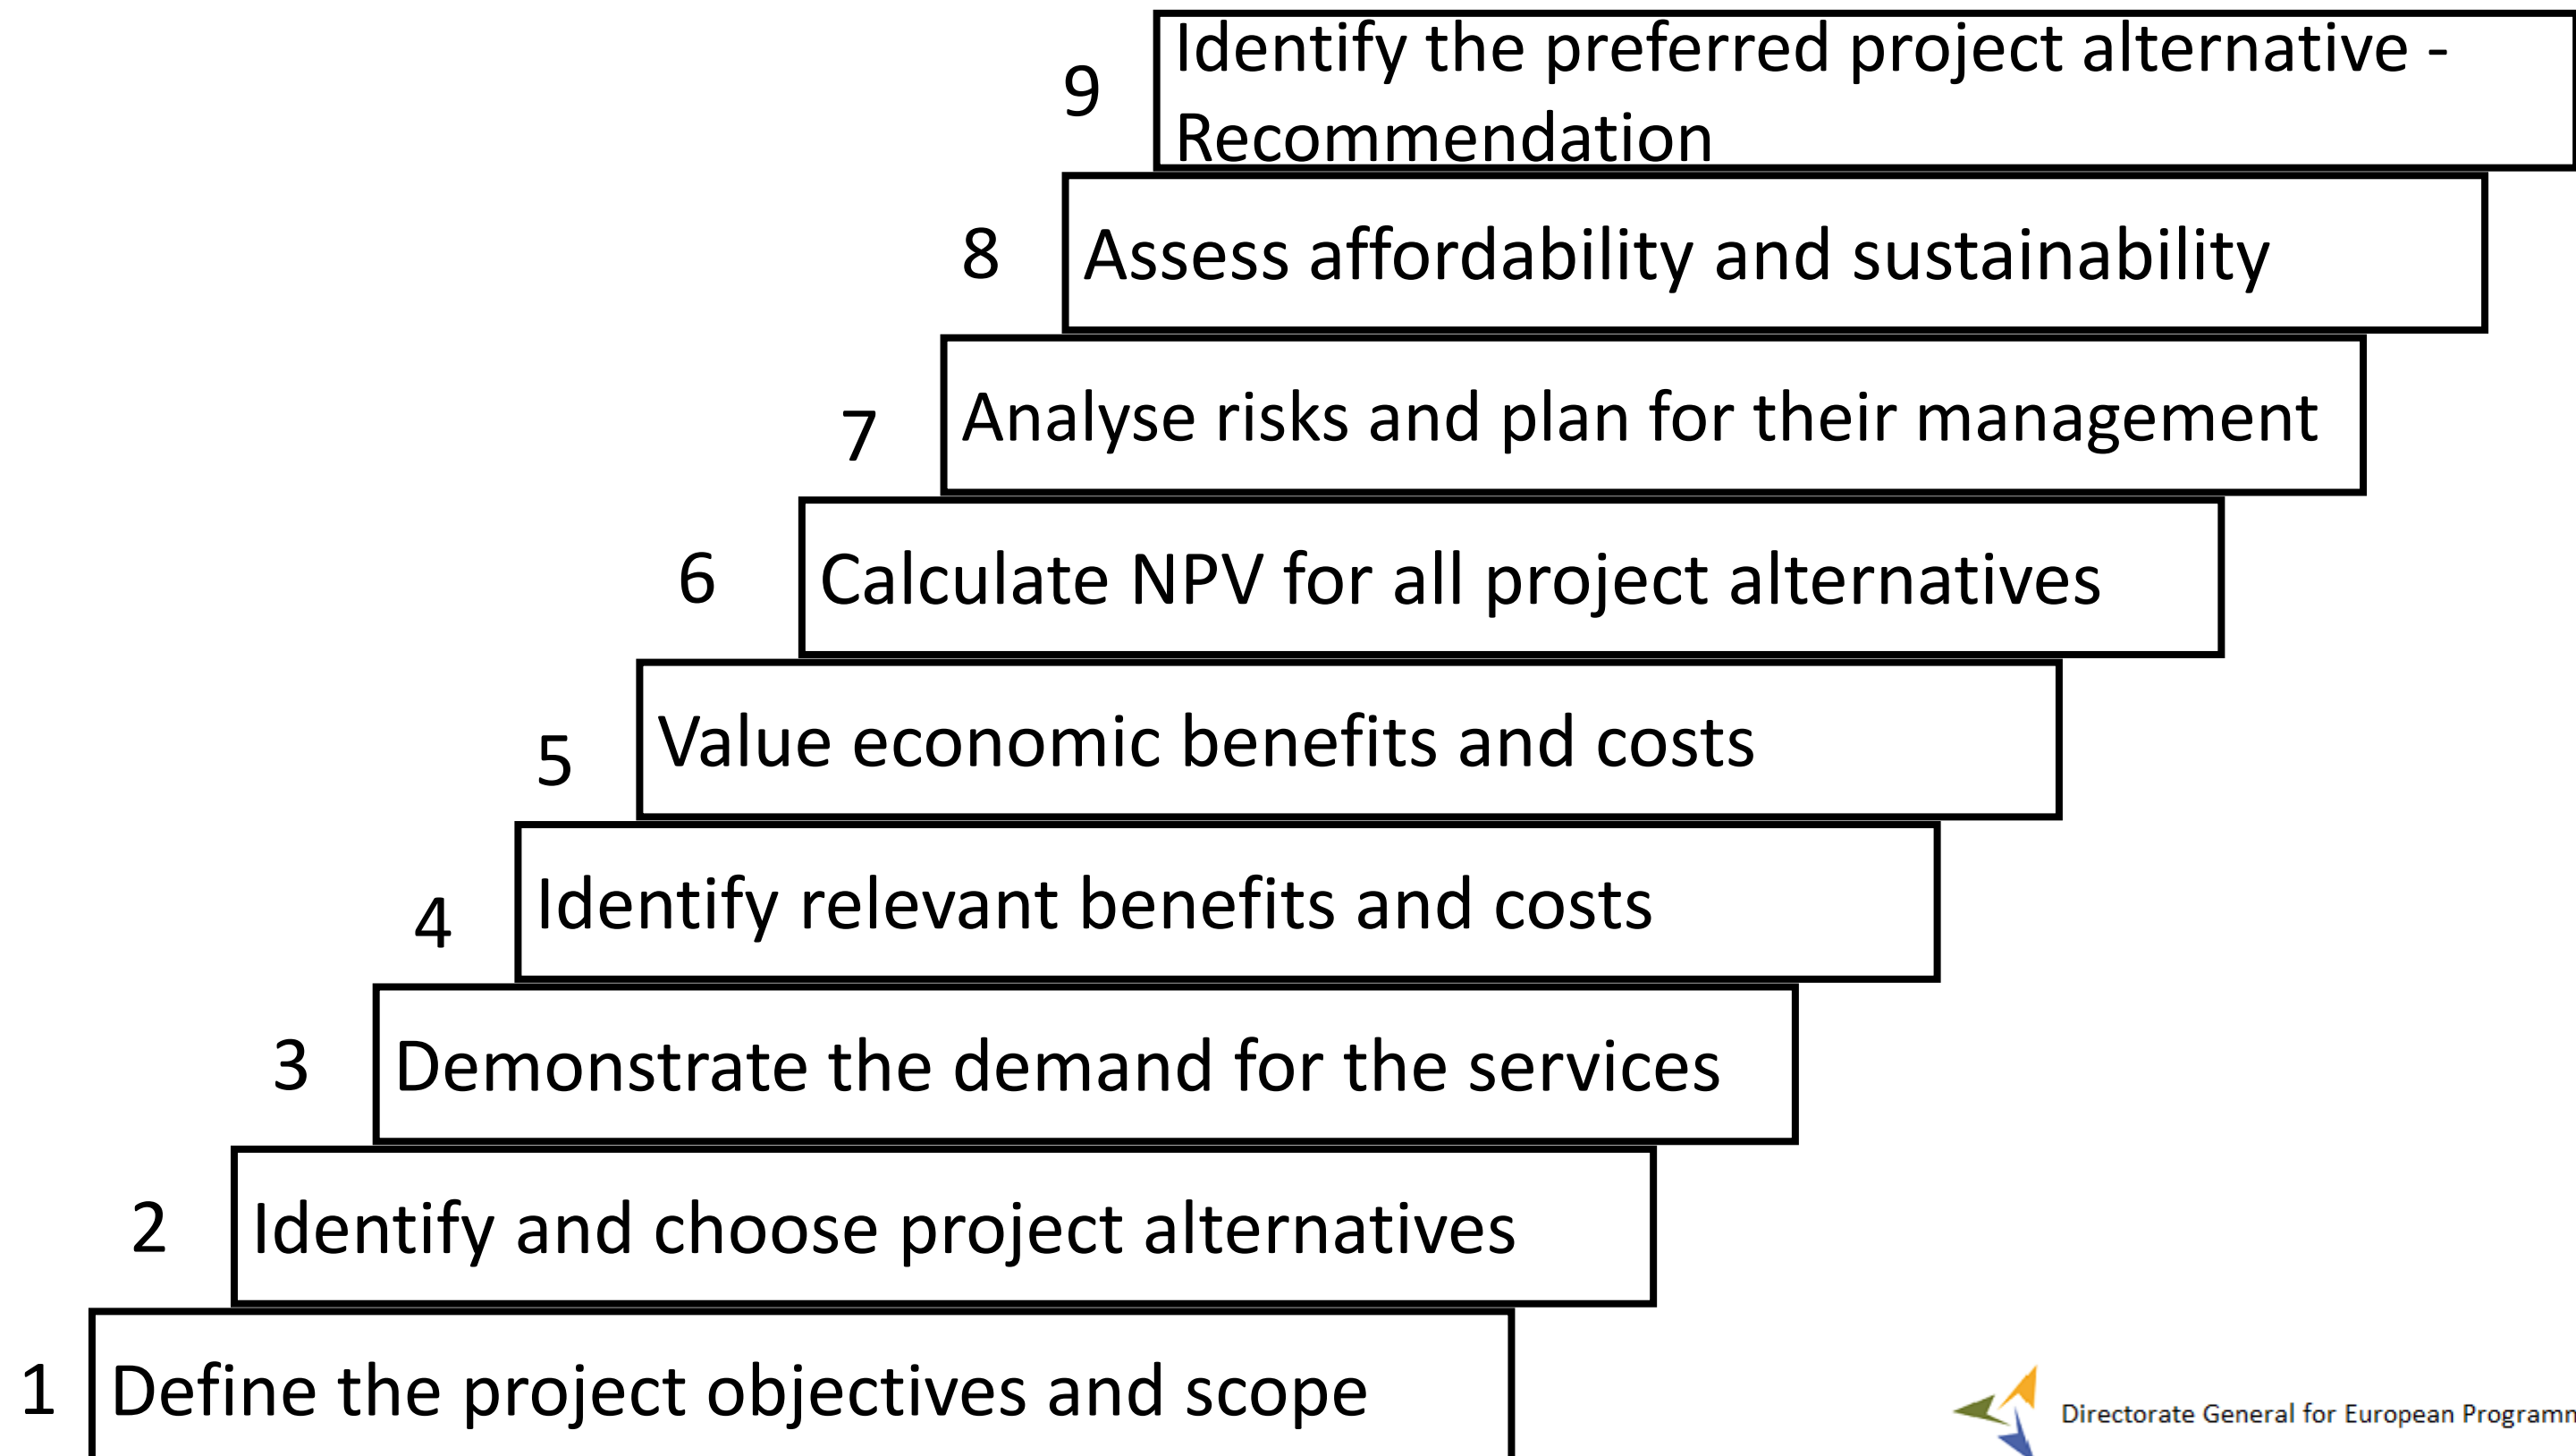 9
Identify the preferred project alternative -
Recommendation
8
Assess affordability and sustainability
7
Analyse risks and plan for their management
6
Calculate NPV for all project alternatives
5
Value economic benefits and costs
4
Identify relevant benefits and costs
3
Demonstrate the demand for the services
2
Identify and choose project alternatives
1
Define the project objectives and scope
Directorate General for European